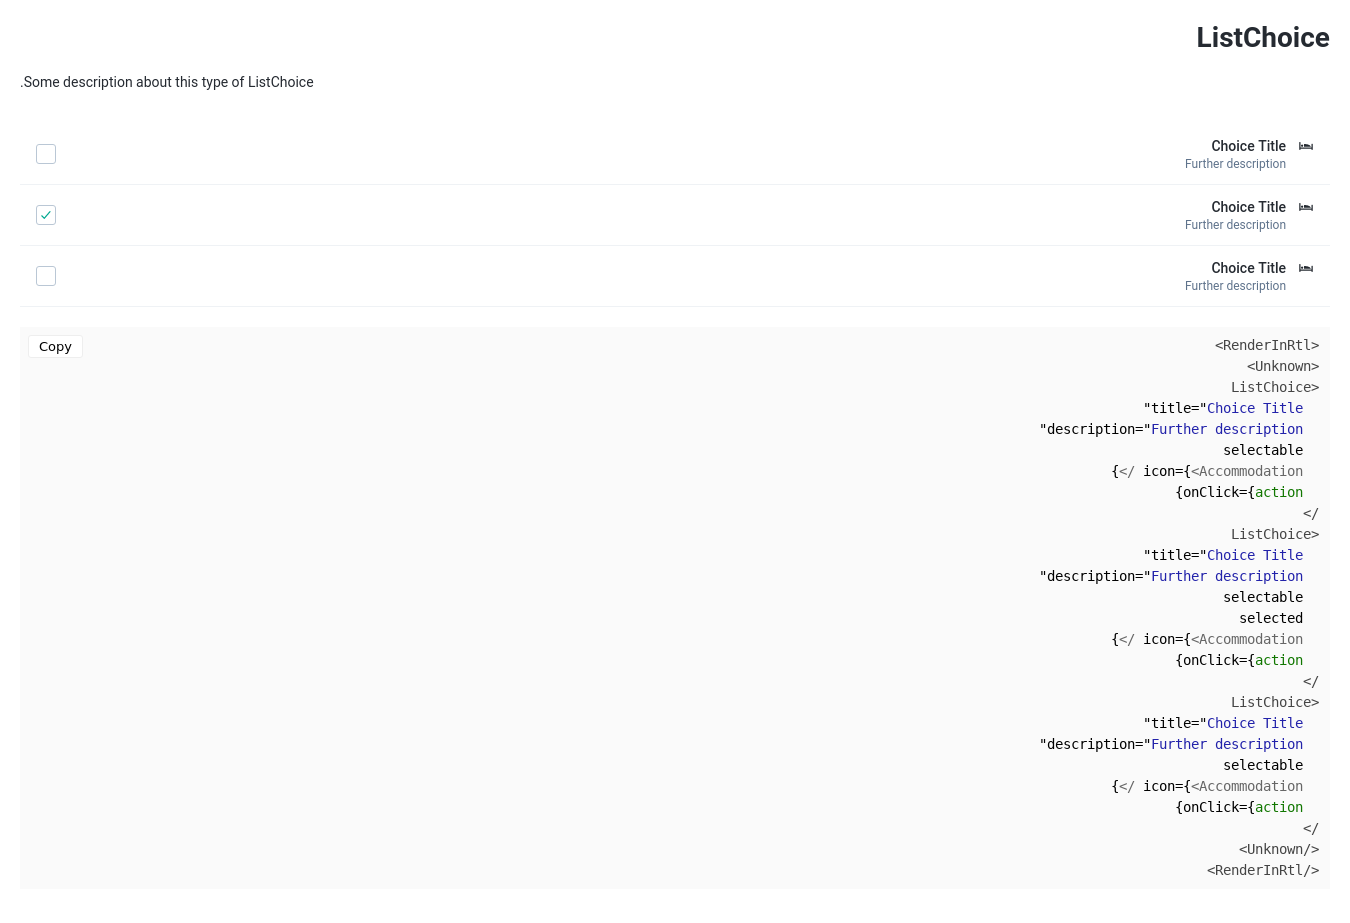 ListChoice
.Some description about this type of ListChoice
Choice Title
Further description
Choice Title
Further description
Choice Title
Further description
Copy
<RenderInRtl>
<Unknown>
ListChoice>
"title="Choice Title
"description="Further description
selectable
{</ icon={<Accommodation
{onClick={action
</
ListChoice>
"title="Choice Title
"description="Further description
selectable
selected
{</ icon={<Accommodation
{onClick={action
</
ListChoice>
"title="Choice Title
"description="Further description
selectable
{</ icon={<Accommodation
{onClick={action
</
<Unknown/>
<RenderInRtl/>